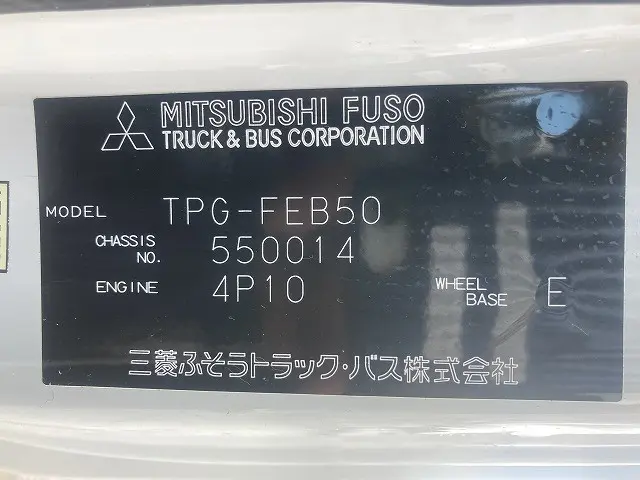 MITSUBISHI FUSO
TRUCK & BUS CORPORATION
MODEL TPG-FEB50
CHASSIS NO. 550014
ENGINE 4P10 WHEEL BASE E
三菱ふそうトラック・バス株式会社